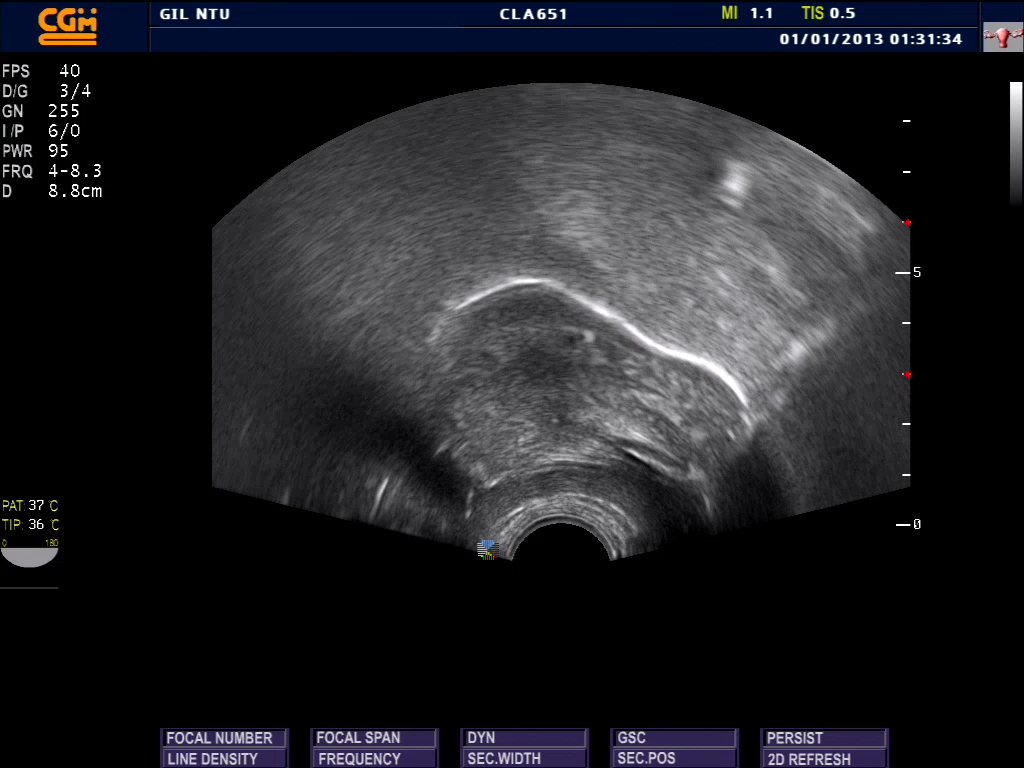 CGM
GIL NTU CLA651 MI 1.1 TIS 0.5
01/01/2013 01:31:34
FPS 40
D/G 3/4
GN 255
I/P 6/0
PWR 95
FRQ 4-8.3
D 8.8cm
5
PAT: 37 °C
TIP: 36 °C
0 180
0
FOCAL NUMBER FOCAL SPAN DYN GSC PERSIST
LINE DENSITY FREQUENCY SEC.WIDTH SEC.POS 2D REFRESH